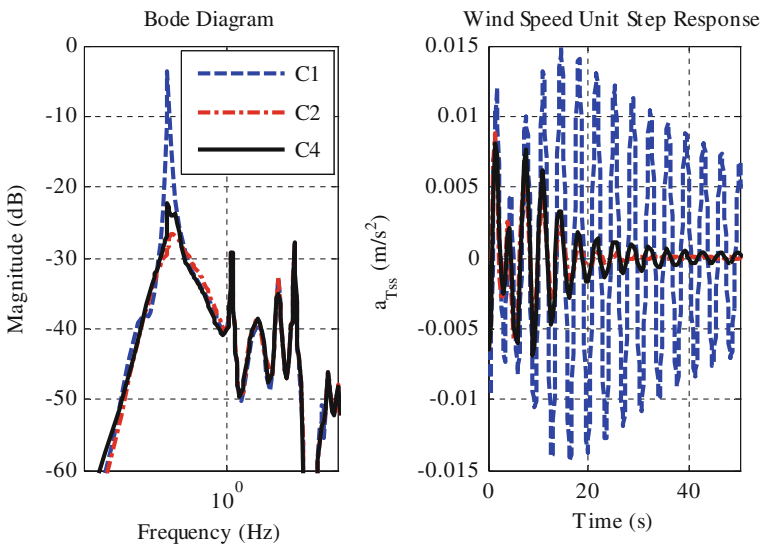 Bode Diagram
0
-10
-20
-30
-40
-50
-60
Magnitude (dB)
C1
C2
C4
10^0
Frequency (Hz)
Wind Speed Unit Step Response
0.015
0.01
0.005
0
-0.005
-0.01
-0.015
a_Tss (m/s²)
0
20
40
Time (s)